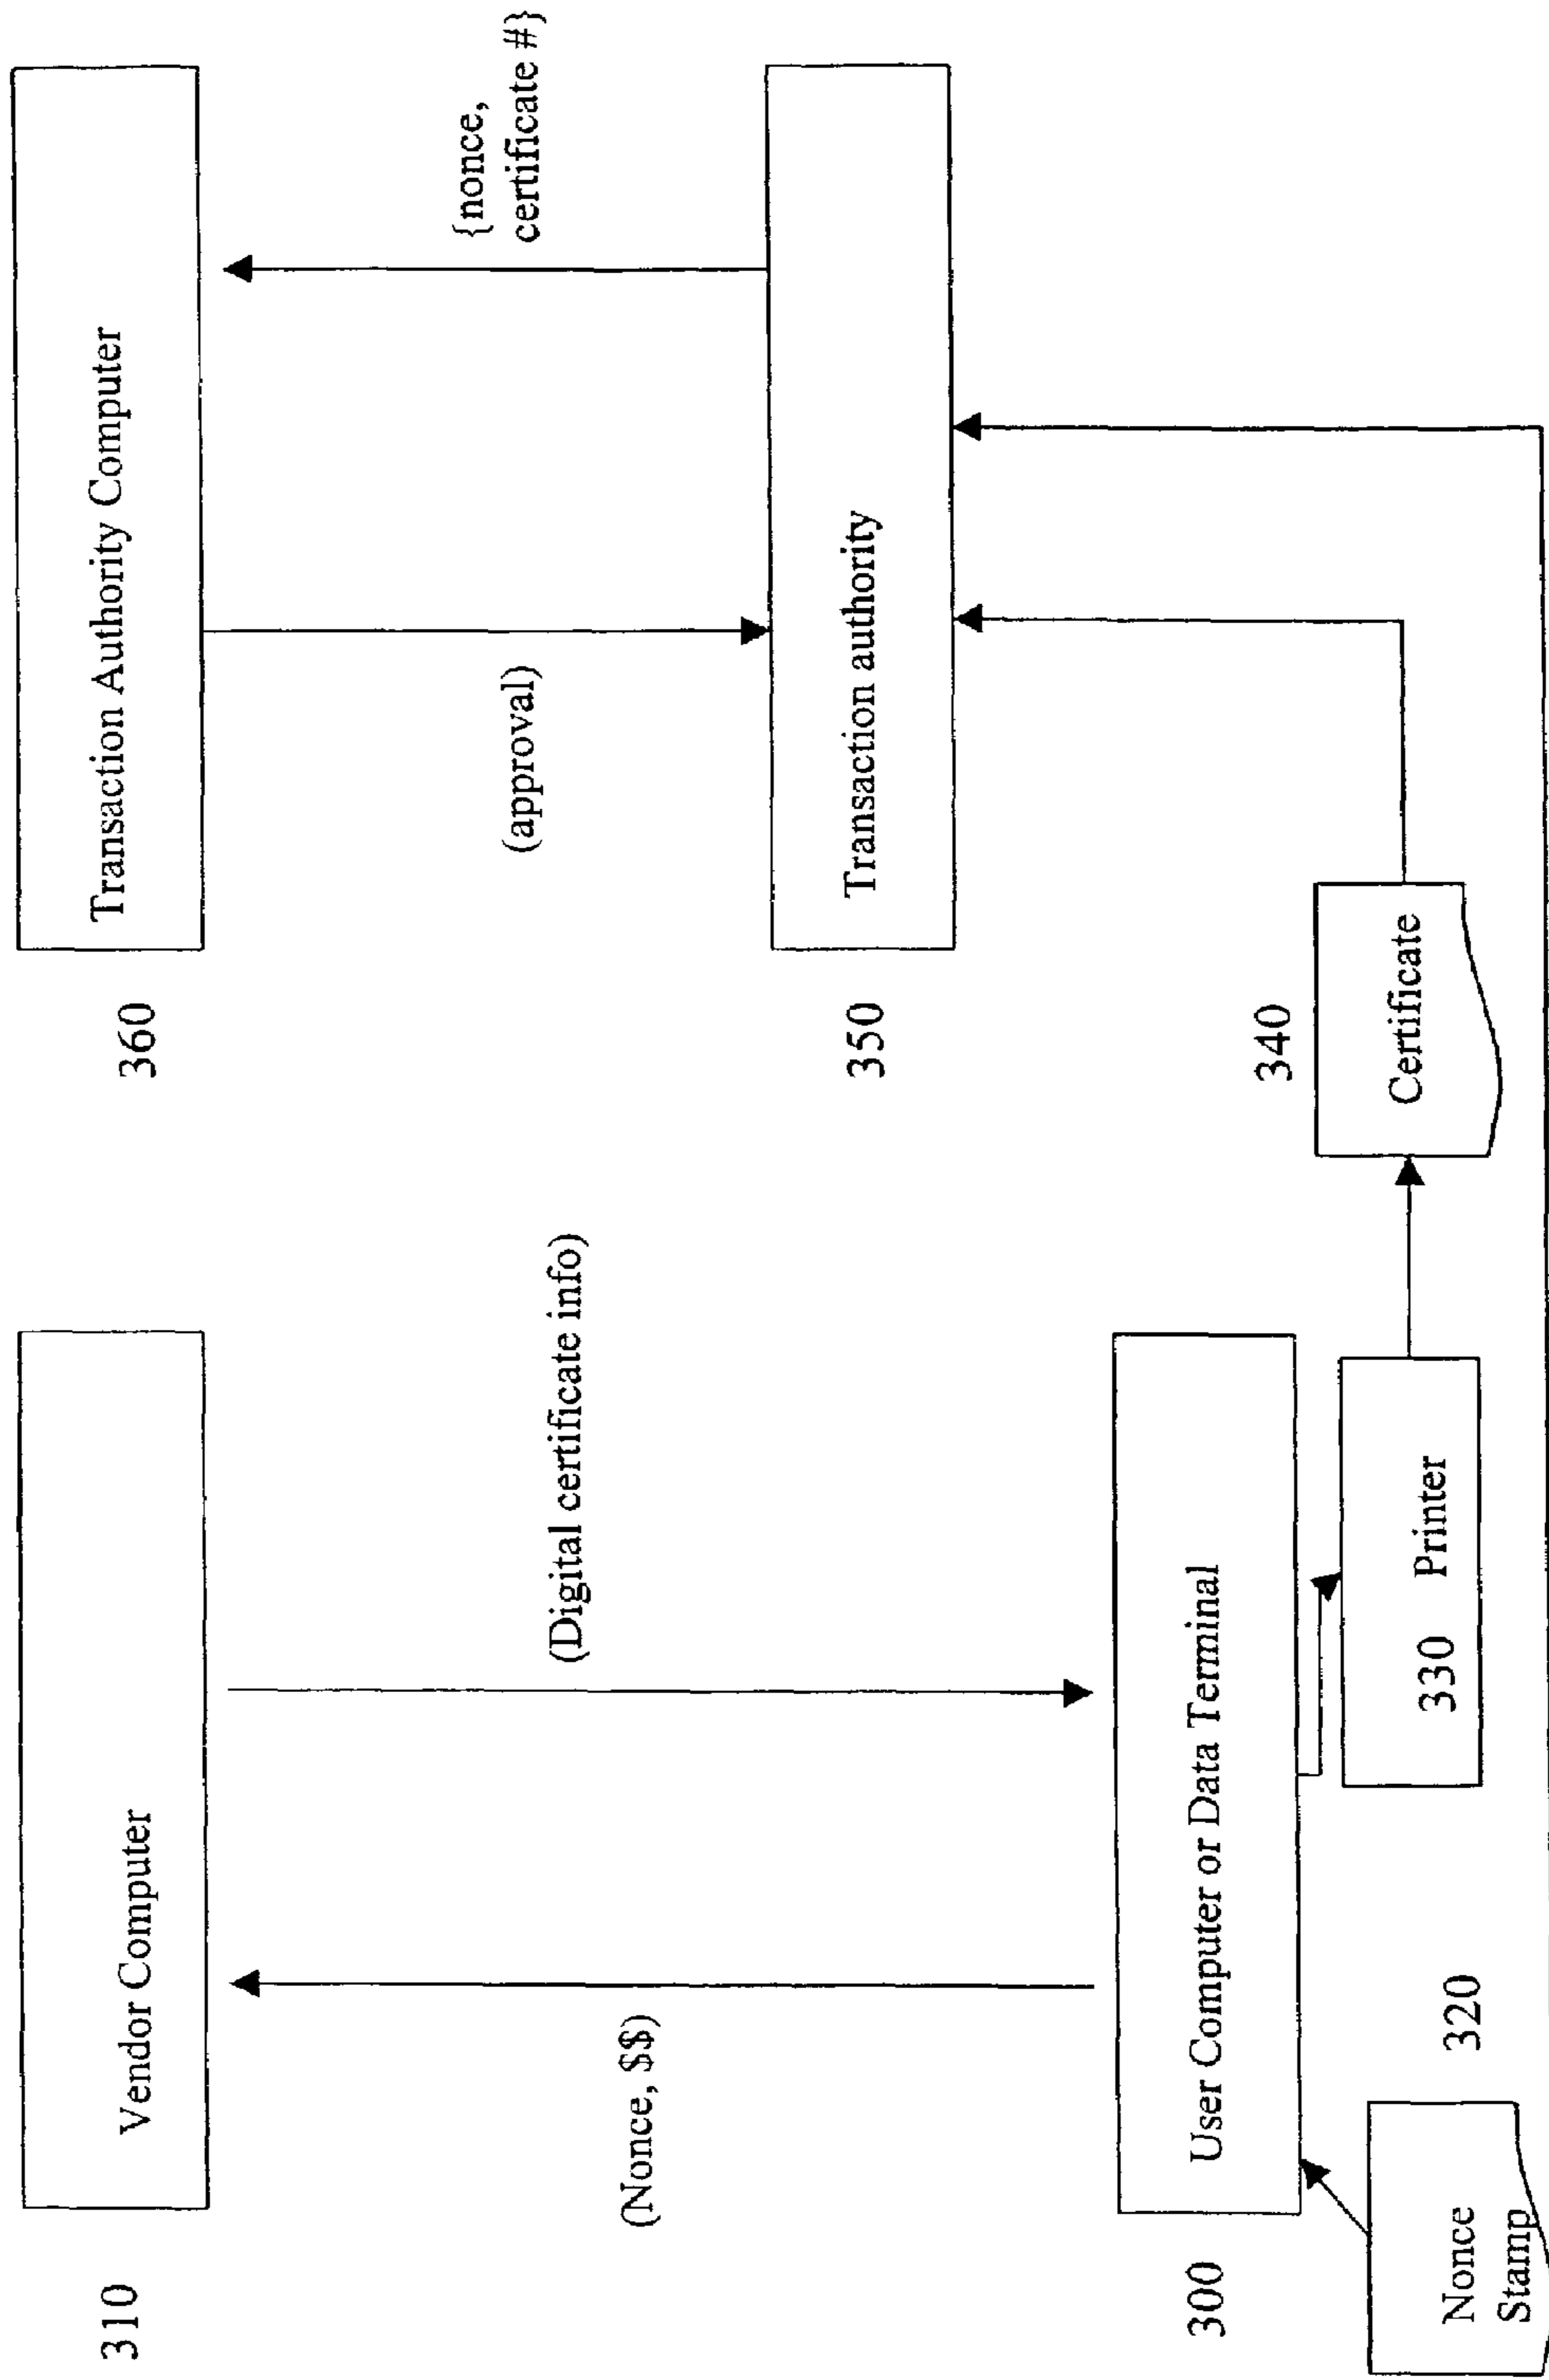 310
Vendor Computer
(Nonce, $$)
(Digital certificate info)
300
User Computer or Data Terminal
Nonce
Stamp
320
330 Printer
340
Certificate
360
Transaction Authority Computer
(approval)
{nonce,
certificate #}
350
Transaction authority